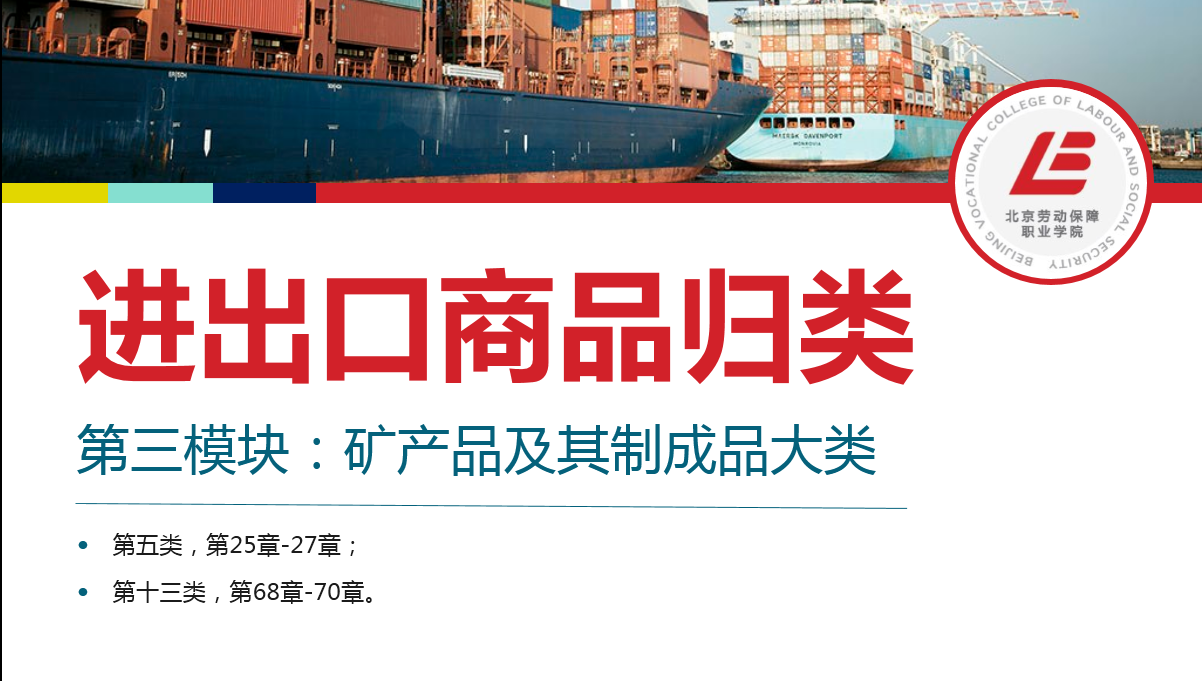 MAERSK DAVENPORT
MONROVIA
BEIJING VOCATIONAL COLLEGE OF LABOUR AND SOCIAL SECURITY
北京劳动保障
职业学院
进出口商品归类
第三模块：矿产品及其制成品大类
• 第五类，第25章-27章；
• 第十三类，第68章-70章。